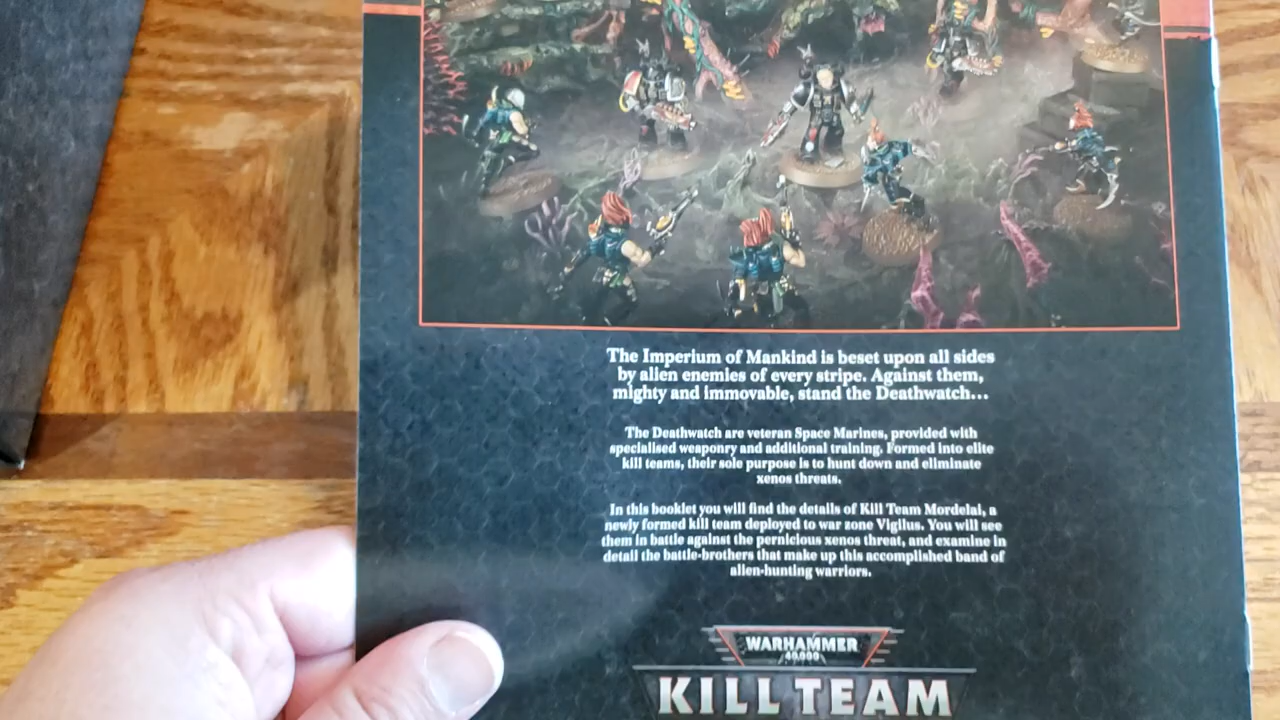 The Imperium of Mankind is beset upon all sides
by alien enemies of every stripe. Against them,
mighty and immovable, stand the Deathwatch...
The Deathwatch are veteran Space Marines, provided with
specialised weaponry and additional training. Formed into elite
kill teams, their sole purpose is to hunt down and eliminate
xenos threats.
In this booklet you will find the details of Kill Team Mordelai, a
newly formed kill team deployed to war zone Vigilus. You will see
them in battle against the pernicious xenos threat, and examine in
detail the battle-brothers that make up this accomplished band of
alien-hunting warriors.
WARHAMMER
40,000
KILL TEAM